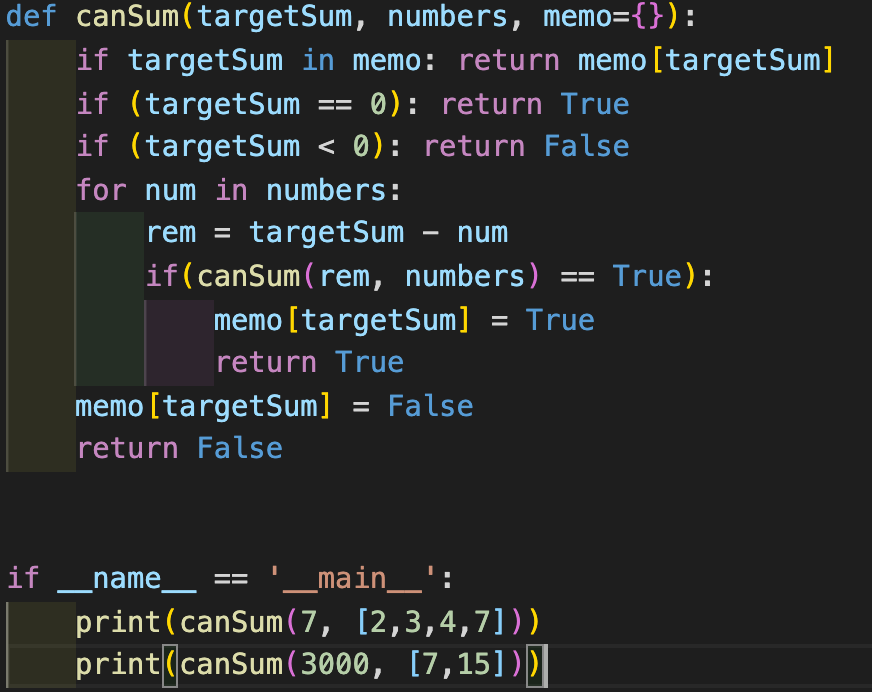 def canSum(targetSum, numbers, memo={}):
    if targetSum in memo: return memo[targetSum]
    if (targetSum == 0): return True
    if (targetSum < 0): return False
    for num in numbers:
        rem = targetSum - num
        if(canSum(rem, numbers) == True):
            memo[targetSum] = True
            return True
    memo[targetSum] = False
    return False
if __name__ == '__main__':
    print(canSum(7, [2,3,4,7]))
    print(canSum(3000, [7,15]))